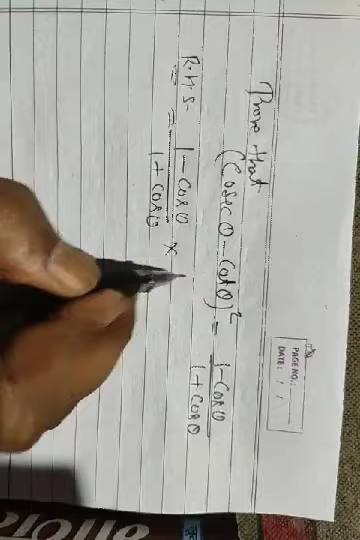 PAGE NO.:
DATE: / /
Prove that
(Cosec θ - Cot θ)² = 1 - Cos θ / 1 + Cos θ
R.H.S. = 1 - Cos θ / 1 + Cos θ ×